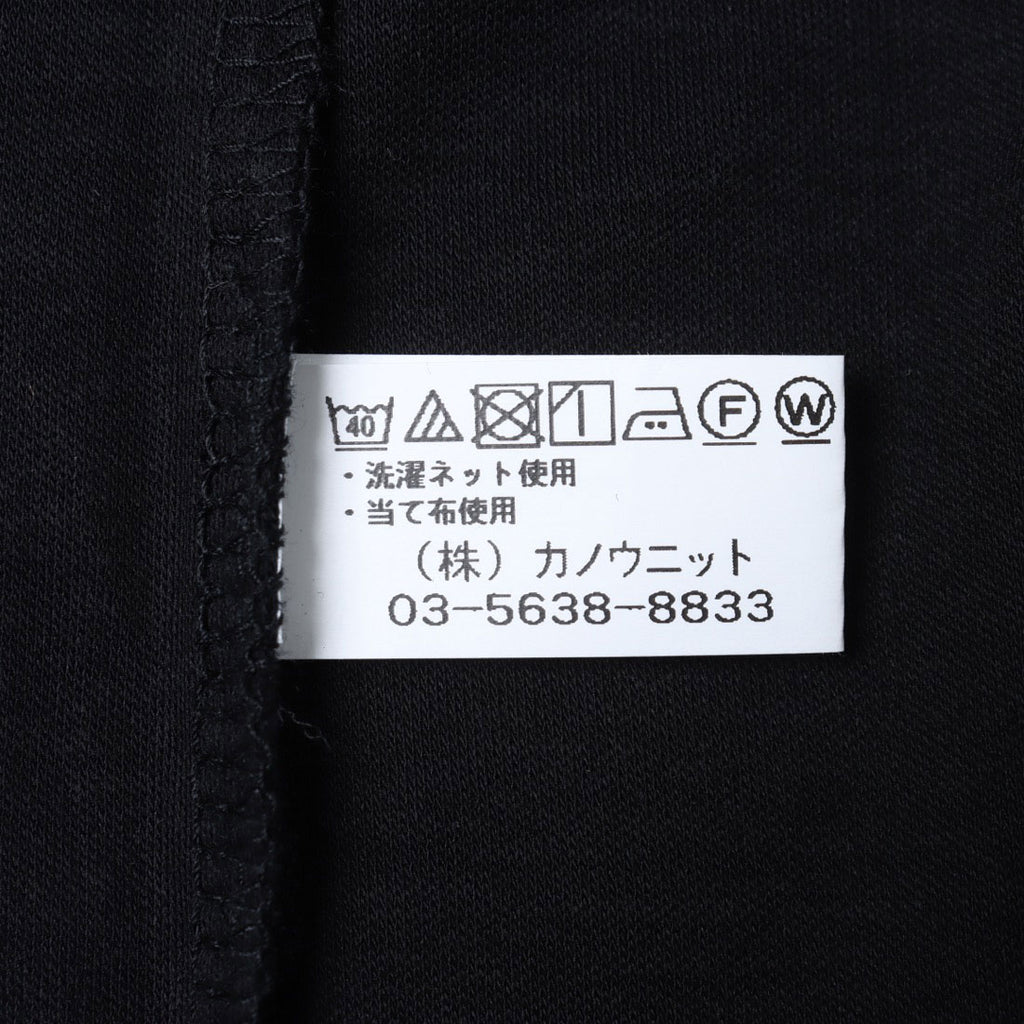 40 F W
・洗濯ネット使用
・当て布使用
（株）カノウニット
03-5638-8833